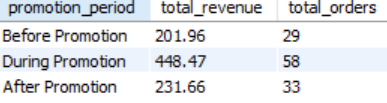 promotion_period total_revenue total_orders
Before Promotion 201.96 29
During Promotion 448.47 58
After Promotion 231.66 33